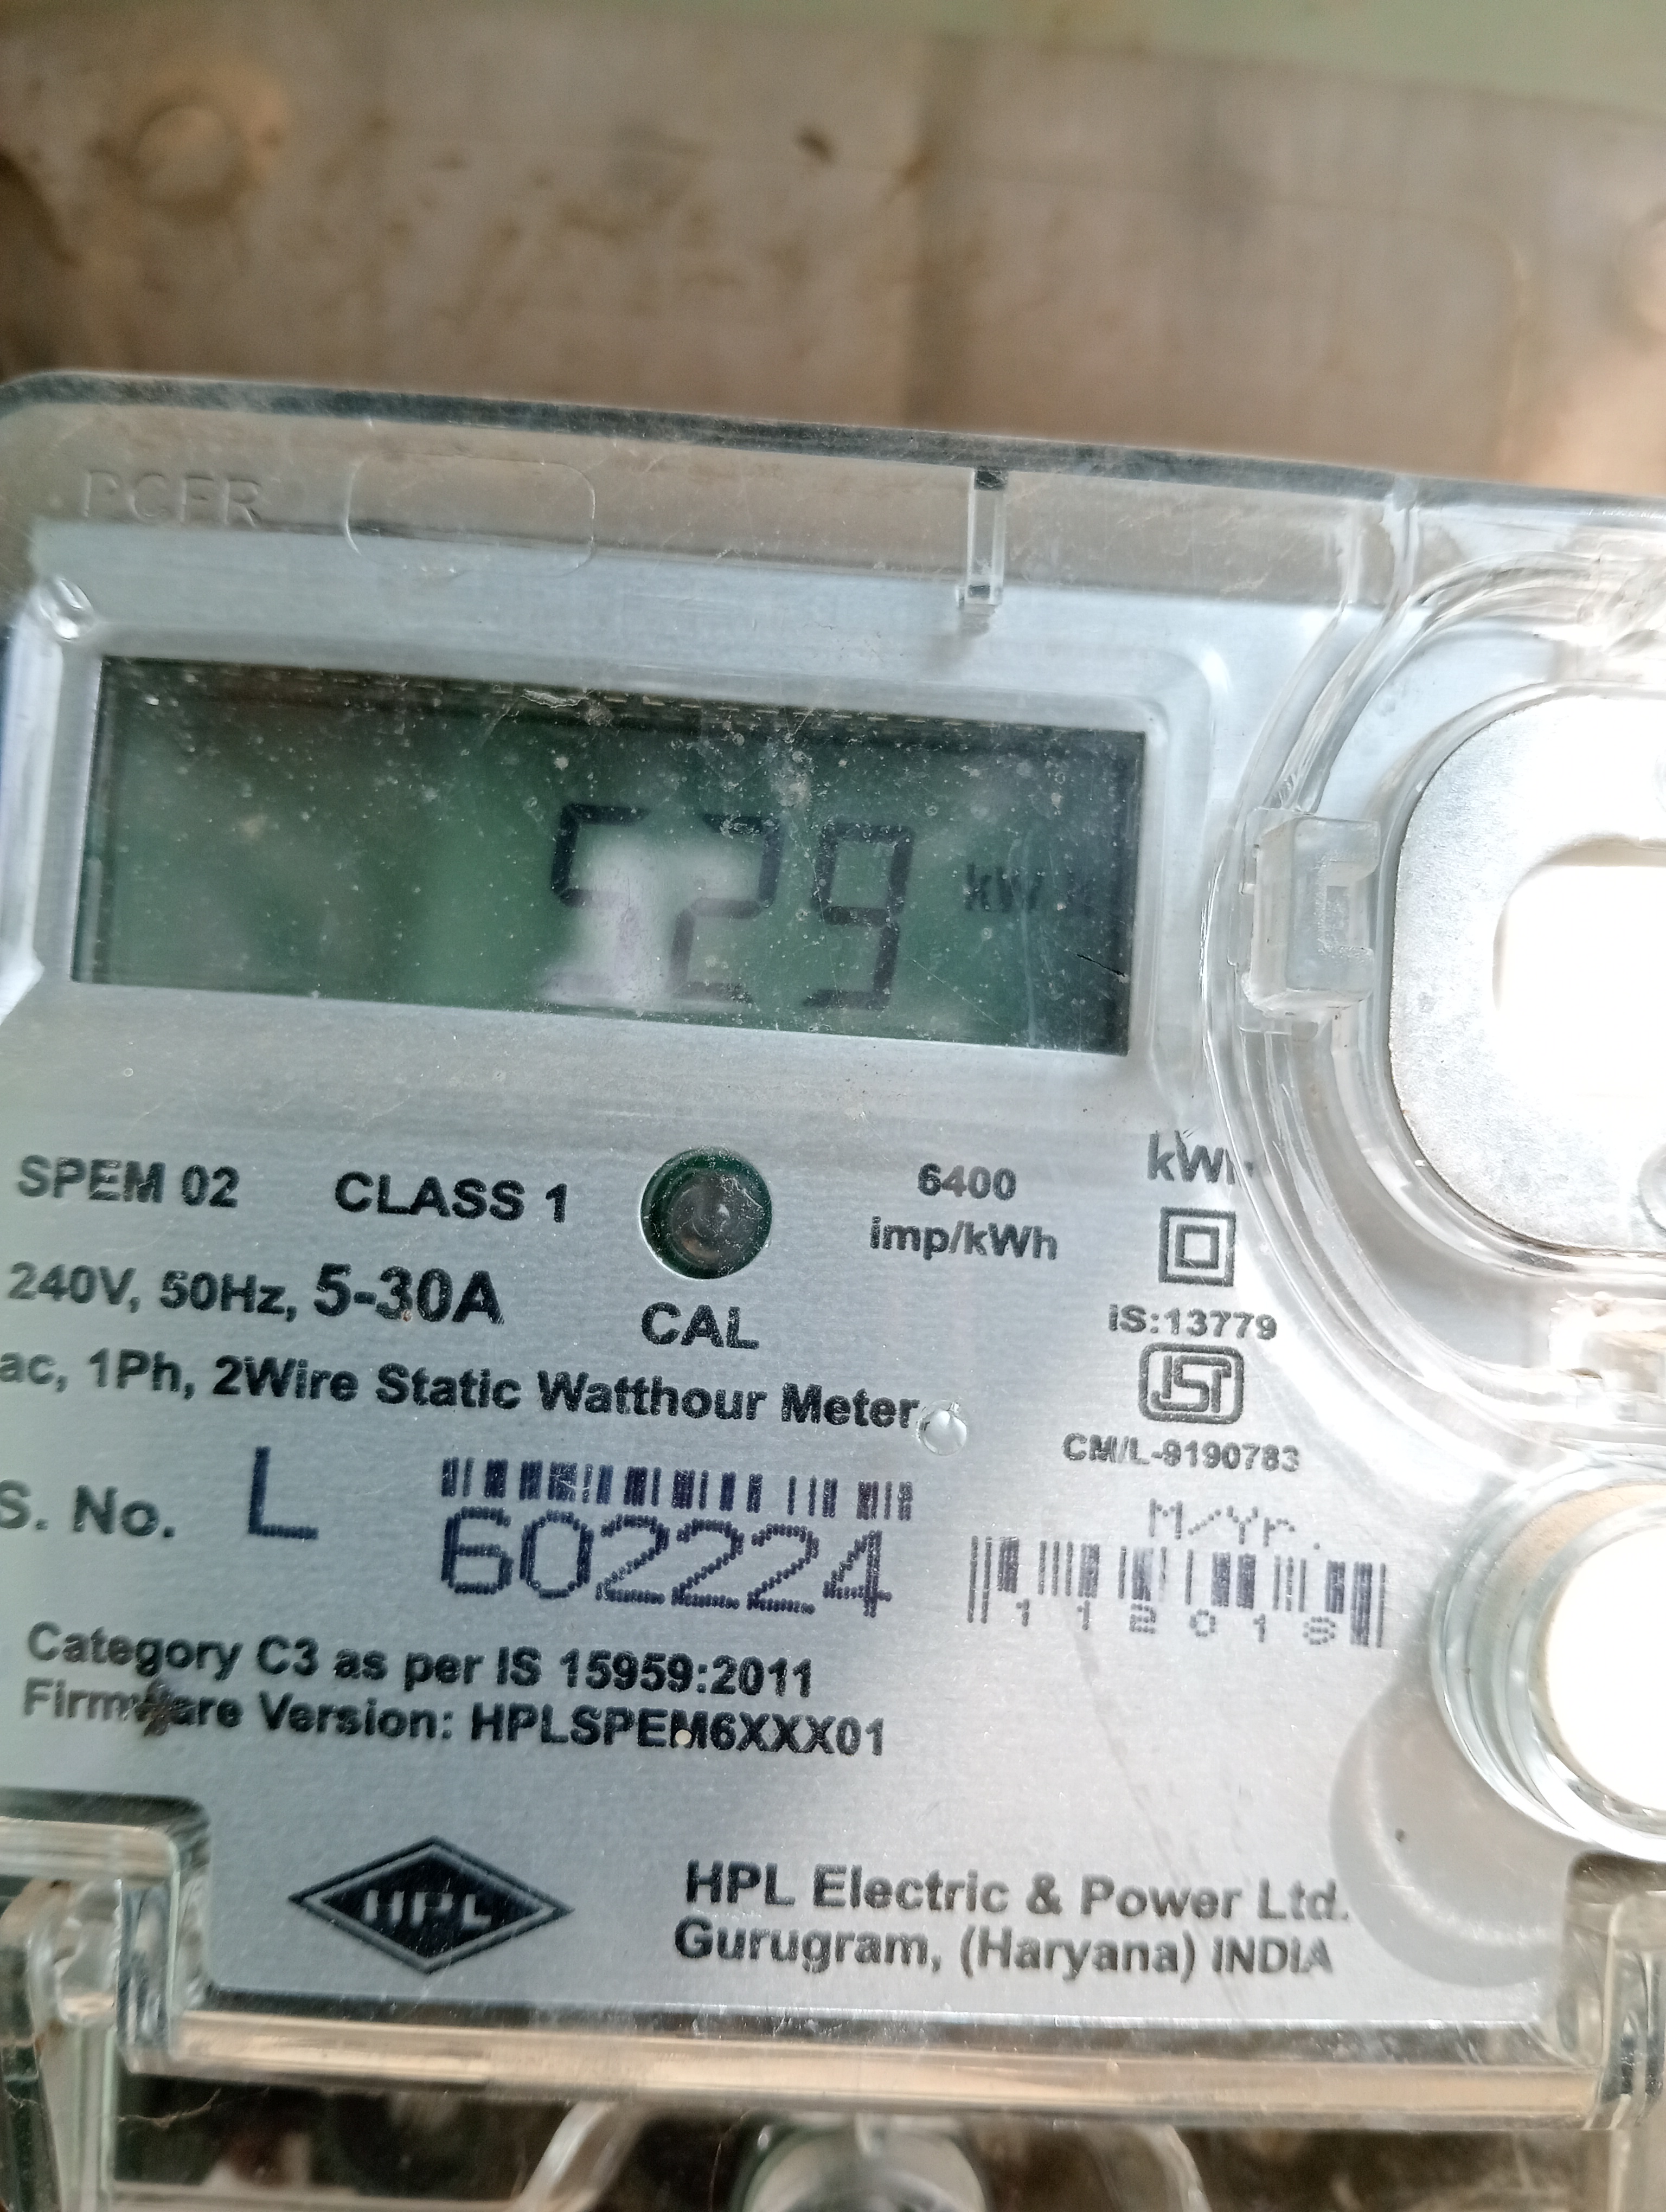 529 kWh
SPEM 02 CLASS 1
6400
imp/kWh
kWh
240V, 50Hz, 5-30A
CAL
IS:13779
ISI
ac, 1Ph, 2Wire Static Watthour Meter
CM/L-9190783
S. No. L 602224
M/Yr.
112018
Category C3 as per IS 15959:2011
Firmware Version: HPLSPEM6XXX01
HPL
HPL Electric & Power Ltd.
Gurugram, (Haryana) INDIA